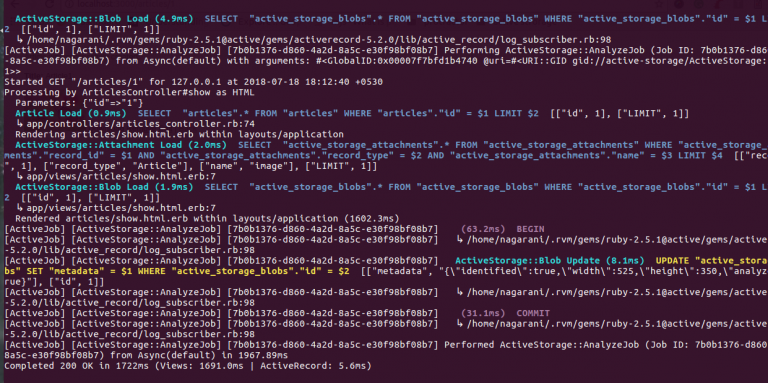 ActiveStorage::Blob Load (4.9ms)  SELECT  "active_storage_blobs".* FROM "active_storage_blobs" WHERE "active_storage_blobs"."id" = $1 L
2  [["id", 1], ["LIMIT", 1]]
↳ /home/nagarani/.rvm/gems/ruby-2.5.1@active/gems/activerecord-5.2.0/lib/active_record/log_subscriber.rb:98
[ActiveJob] [ActiveStorage::AnalyzeJob] [7b0b1376-d860-4a2d-8a5c-e30f98bf08b7] Performing ActiveStorage::AnalyzeJob (Job ID: 7b0b1376-d860
-8a5c-e30f98bf08b7) from Async(default) with arguments: #<GlobalID:0x00007f7bfd1b4740 @uri=#<URI::GID gid://active-storage/ActiveStorage:
1>>
Started GET "/articles/1" for 127.0.0.1 at 2018-07-18 18:12:40 +0530
Processing by ArticlesController#show as HTML
Parameters: {"id"=>"1"}
Article Load (0.9ms)  SELECT  "articles".* FROM "articles" WHERE "articles"."id" = $1 LIMIT $2  [["id", 1], ["LIMIT", 1]]
↳ app/controllers/articles_controller.rb:74
Rendering articles/show.html.erb within layouts/application
ActiveStorage::Attachment Load (2.0ms)  SELECT  "active_storage_attachments".* FROM "active_storage_attachments" WHERE "active_storage_
ments"."record_id" = $1 AND "active_storage_attachments"."record_type" = $2 AND "active_storage_attachments"."name" = $3 LIMIT $4  [["rec
", 1], ["record_type", "Article"], ["name", "image"], ["LIMIT", 1]]
↳ app/views/articles/show.html.erb:7
ActiveStorage::Blob Load (1.9ms)  SELECT  "active_storage_blobs".* FROM "active_storage_blobs" WHERE "active_storage_blobs"."id" = $1 L
2  [["id", 1], ["LIMIT", 1]]
↳ app/views/articles/show.html.erb:7
Rendered articles/show.html.erb within layouts/application (1602.3ms)
[ActiveJob] [ActiveStorage::AnalyzeJob] [7b0b1376-d860-4a2d-8a5c-e30f98bf08b7]    (63.2ms)  BEGIN
[ActiveJob] [ActiveStorage::AnalyzeJob] [7b0b1376-d860-4a2d-8a5c-e30f98bf08b7]   ↳ /home/nagarani/.rvm/gems/ruby-2.5.1@active/gems/active
-5.2.0/lib/active_record/log_subscriber.rb:98
[ActiveJob] [ActiveStorage::AnalyzeJob] [7b0b1376-d860-4a2d-8a5c-e30f98bf08b7]   ActiveStorage::Blob Update (8.1ms)  UPDATE "active_stora
bs" SET "metadata" = $1 WHERE "active_storage_blobs"."id" = $2  [["metadata", "{\"identified\":true,\"width\":525,\"height\":350,\"analyz
rue}"], ["id", 1]]
[ActiveJob] [ActiveStorage::AnalyzeJob] [7b0b1376-d860-4a2d-8a5c-e30f98bf08b7]   ↳ /home/nagarani/.rvm/gems/ruby-2.5.1@active/gems/active
-5.2.0/lib/active_record/log_subscriber.rb:98
[ActiveJob] [ActiveStorage::AnalyzeJob] [7b0b1376-d860-4a2d-8a5c-e30f98bf08b7]    (31.1ms)  COMMIT
[ActiveJob] [ActiveStorage::AnalyzeJob] [7b0b1376-d860-4a2d-8a5c-e30f98bf08b7]   ↳ /home/nagarani/.rvm/gems/ruby-2.5.1@active/gems/active
-5.2.0/lib/active_record/log_subscriber.rb:98
[ActiveJob] [ActiveStorage::AnalyzeJob] [7b0b1376-d860-4a2d-8a5c-e30f98bf08b7] Performed ActiveStorage::AnalyzeJob (Job ID: 7b0b1376-d860-
8a5c-e30f98bf08b7) from Async(default) in 1967.89ms
Completed 200 OK in 1722ms (Views: 1691.0ms | ActiveRecord: 5.6ms)